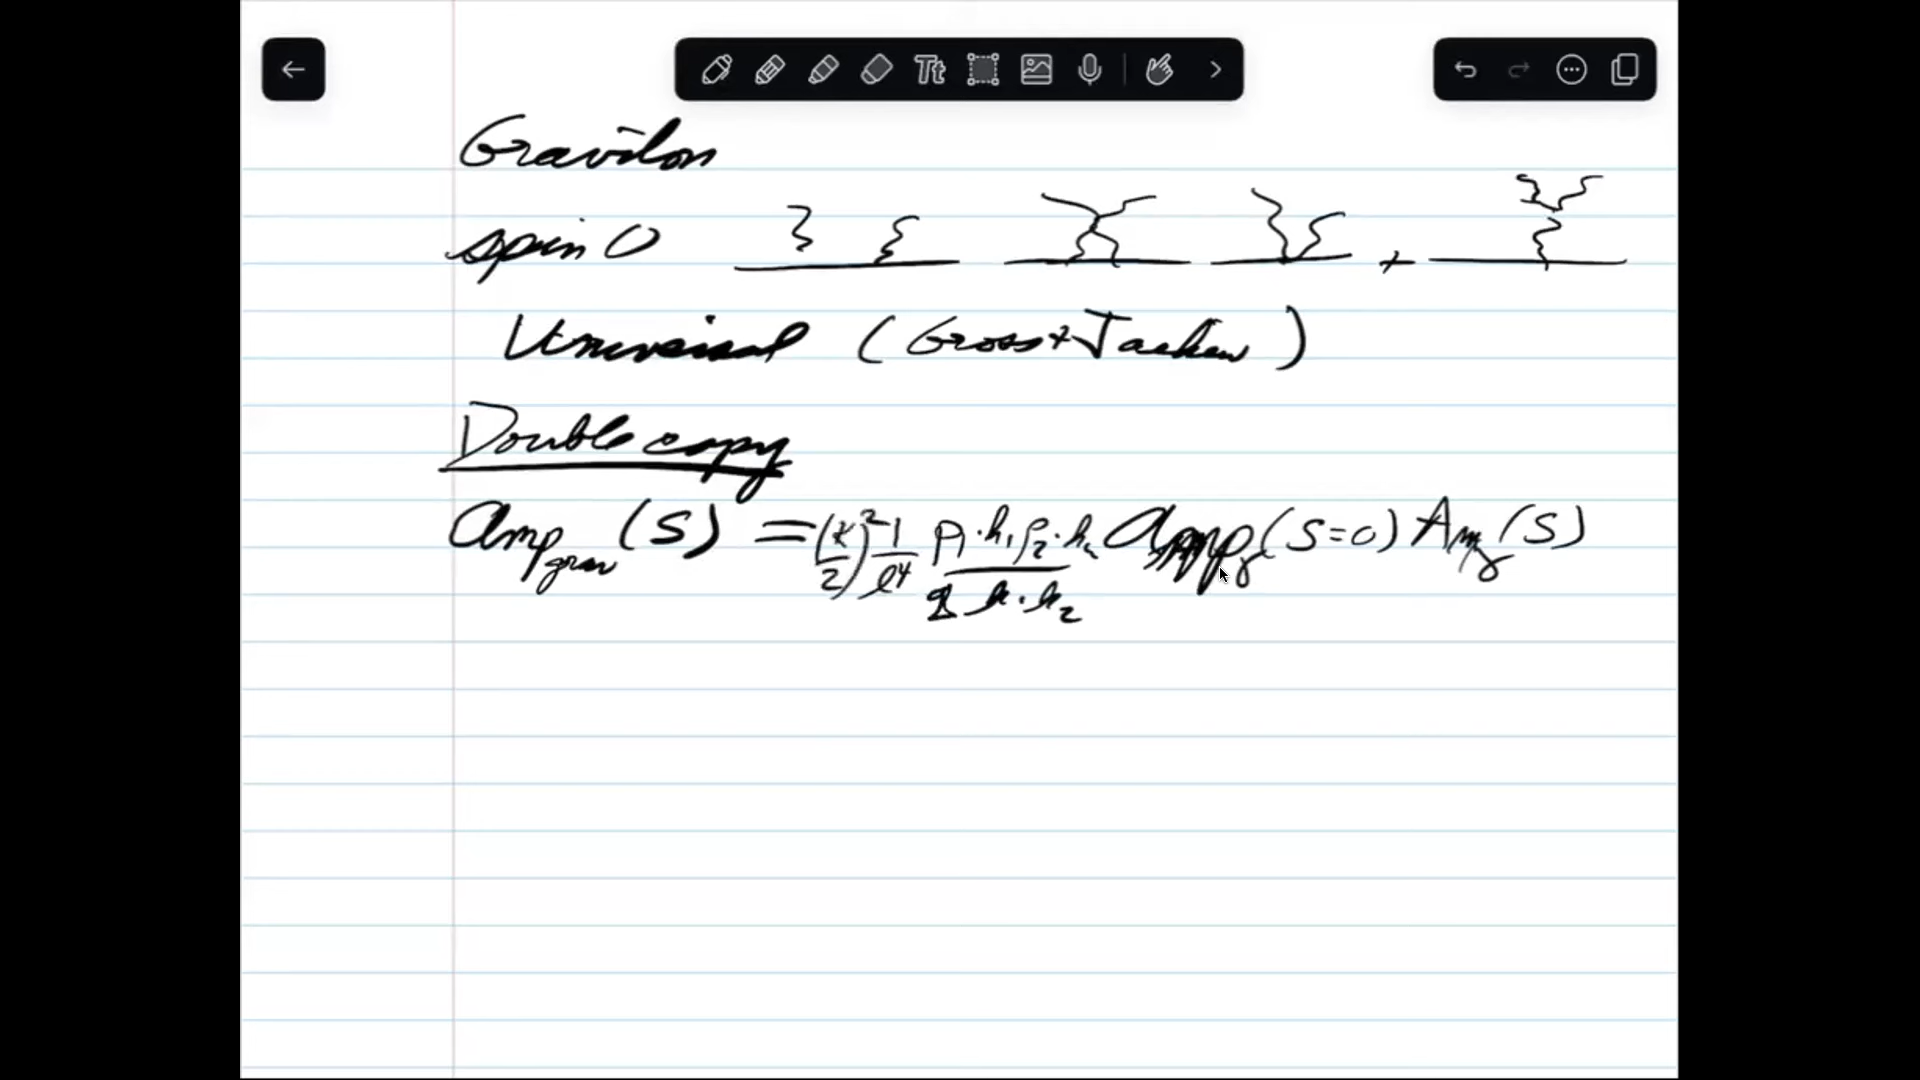 Graviton
spin 0 +
Universal (Gross + Jackiw)
Double copy
Amp_grav (S) = (κ/2)² 1/e⁴ p₁·k₁ p₂·k₂ / k·k₂ Amp_γ (S=0) Amp_γ (S)
Tt